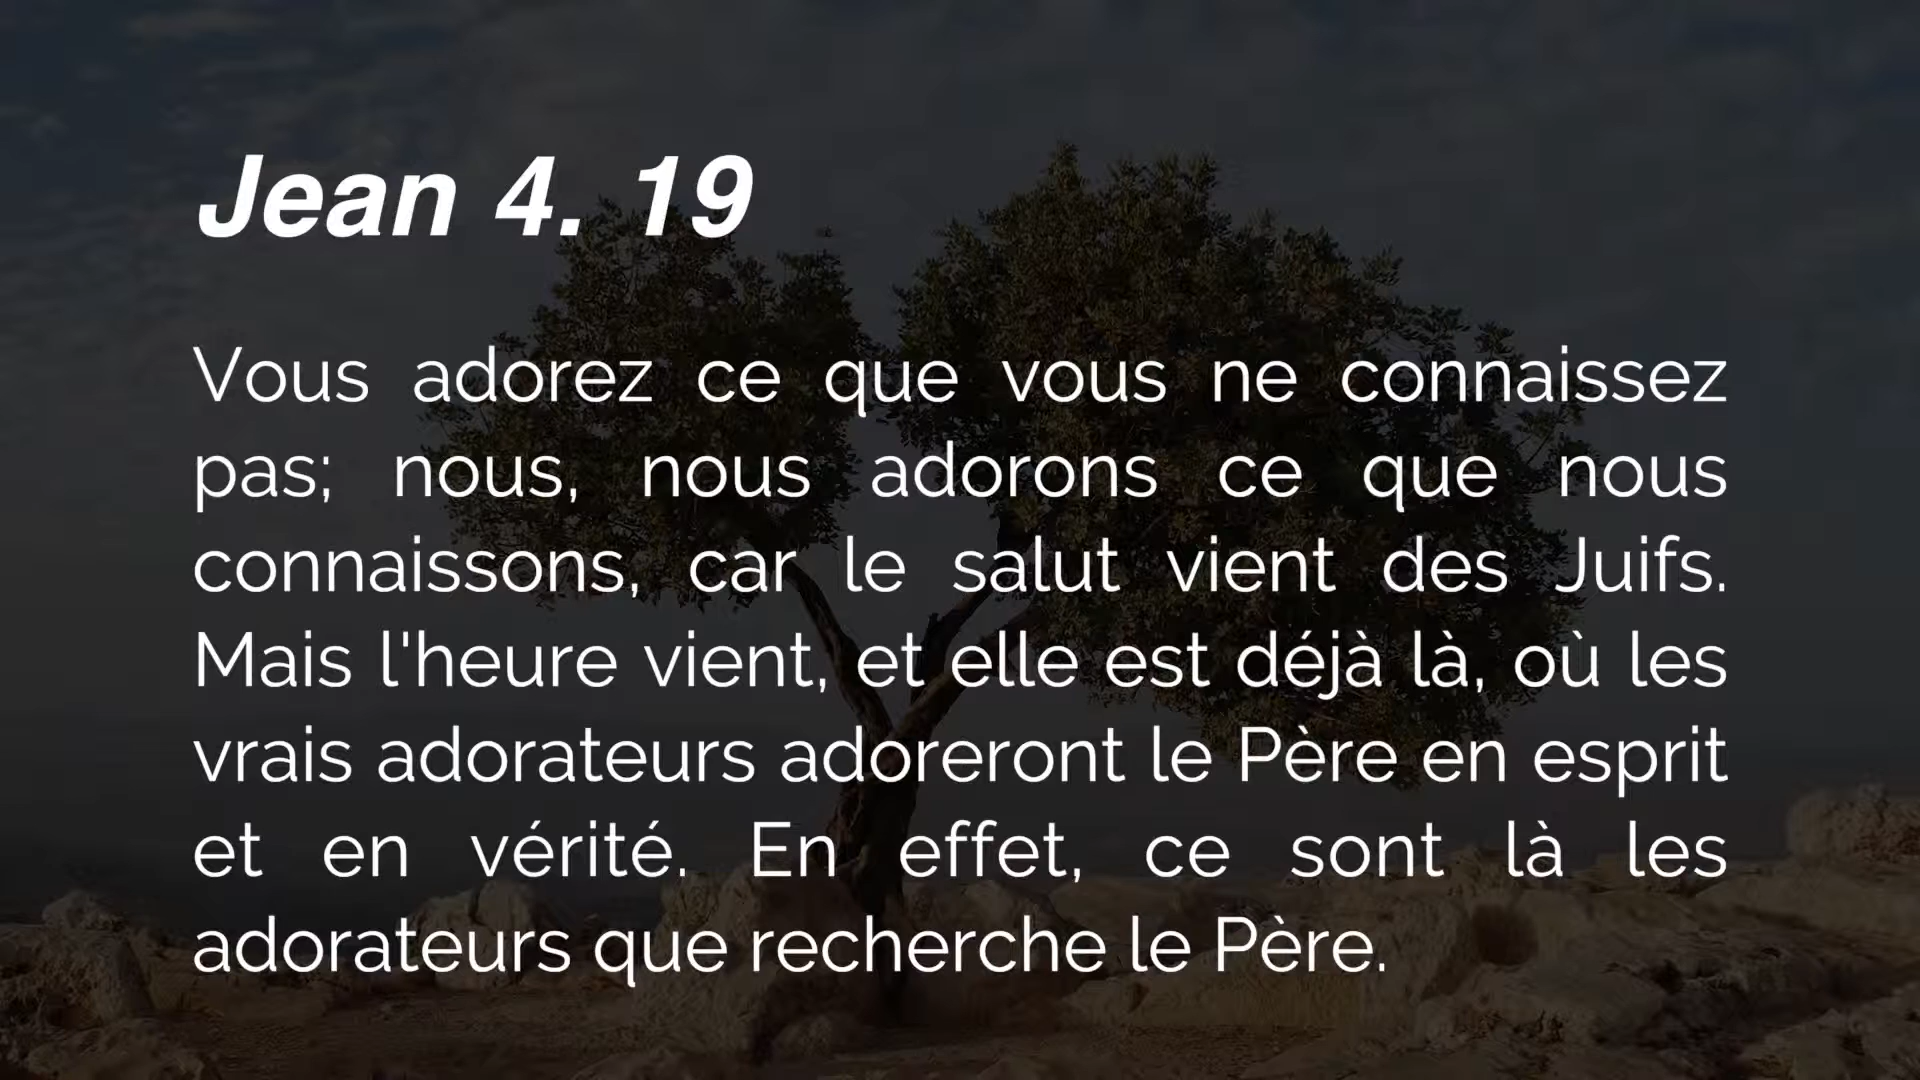 Jean 4. 19
Vous adorez ce que vous ne connaissez
pas; nous, nous adorons ce que nous
connaissons, car le salut vient des Juifs.
Mais l'heure vient, et elle est déjà là, où les
vrais adorateurs adoreront le Père en esprit
et en vérité. En effet, ce sont là les
adorateurs que recherche le Père.